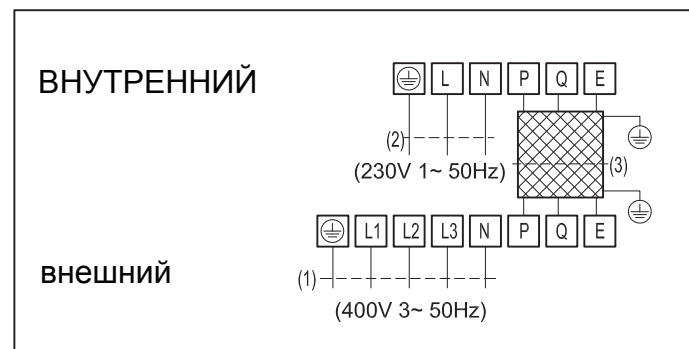 ВНУТРЕННИЙ
L N P Q E
(2)
(230V 1~ 50Hz)
(3)
L1 L2 L3 N P Q E
внешний
(1)
(400V 3~ 50Hz)